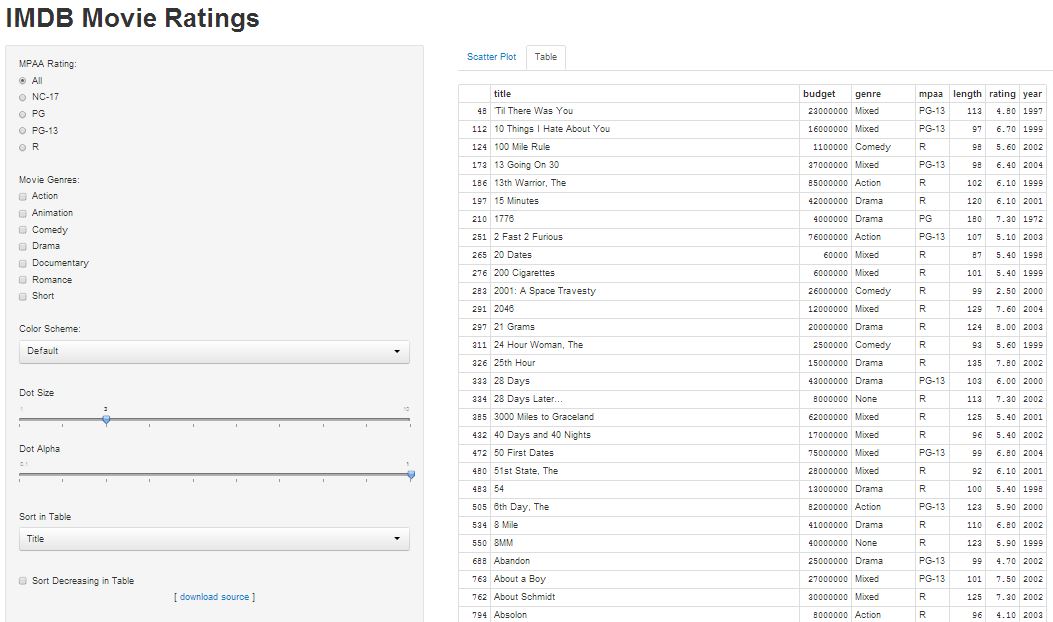 IMDB Movie Ratings
MPAA Rating:
All
NC-17
PG
PG-13
R
Movie Genres:
Action
Animation
Comedy
Drama
Documentary
Romance
Short
Color Scheme:
Default
Dot Size
1 3 10
Dot Alpha
0.1 1
Sort in Table
Title
Sort Decreasing in Table
[ download source ]
Scatter Plot Table
title budget genre mpaa length rating year
48 'Til There Was You 23000000 Mixed PG-13 113 4.80 1997
112 10 Things I Hate About You 16000000 Mixed PG-13 97 6.70 1999
124 100 Mile Rule 1100000 Comedy R 98 5.60 2002
173 13 Going On 30 37000000 Mixed PG-13 98 6.40 2004
186 13th Warrior, The 85000000 Action R 102 6.10 1999
197 15 Minutes 42000000 Drama R 120 6.10 2001
210 1776 4000000 Drama PG 180 7.30 1972
251 2 Fast 2 Furious 76000000 Action PG-13 107 5.10 2003
265 20 Dates 60000 Mixed R 87 5.40 1998
276 200 Cigarettes 6000000 Mixed R 101 5.40 1999
283 2001: A Space Travesty 26000000 Comedy R 99 2.50 2000
291 2046 12000000 Mixed R 129 7.60 2004
297 21 Grams 20000000 Drama R 124 8.00 2003
311 24 Hour Woman, The 2500000 Comedy R 93 5.60 1999
326 25th Hour 15000000 Drama R 135 7.80 2002
333 28 Days 43000000 Drama PG-13 103 6.00 2000
334 28 Days Later... 8000000 None R 113 7.30 2002
385 3000 Miles to Graceland 62000000 Mixed R 125 5.40 2001
432 40 Days and 40 Nights 17000000 Mixed R 96 5.40 2002
472 50 First Dates 75000000 Mixed PG-13 99 6.80 2004
480 51st State, The 28000000 Mixed R 92 6.10 2001
483 54 13000000 Drama R 100 5.40 1998
505 6th Day, The 82000000 Action PG-13 123 5.90 2000
534 8 Mile 41000000 Drama R 110 6.80 2002
550 8MM 40000000 None R 123 5.90 1999
688 Abandon 25000000 Drama PG-13 99 4.70 2002
763 About a Boy 27000000 Mixed PG-13 101 7.50 2002
762 About Schmidt 30000000 Mixed R 125 7.30 2002
794 Absolon 8000000 Action R 96 4.10 2003